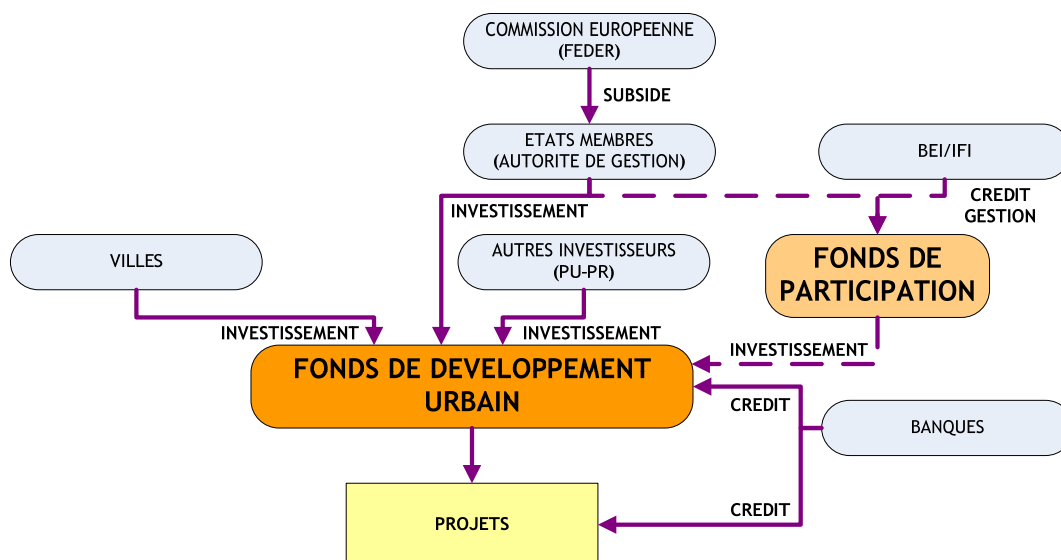 COMMISSION EUROPEENNE
(FEDER)
SUBSIDE
ETATS MEMBRES
(AUTORITE DE GESTION)
BEI/IFI
INVESTISSEMENT
CREDIT
GESTION
VILLES
AUTRES INVESTISSEURS
(PU-PR)
FONDS DE
PARTICIPATION
INVESTISSEMENT
INVESTISSEMENT
INVESTISSEMENT
FONDS DE DEVELOPPEMENT
URBAIN
CREDIT
BANQUES
PROJETS
CREDIT